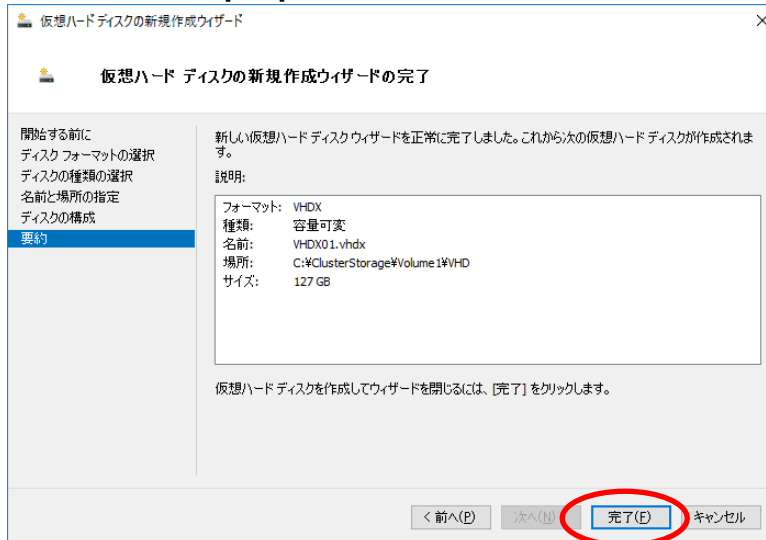 仮想ハード ディスクの新規作成ウィザード
仮想ハード ディスクの新規作成ウィザードの完了
開始する前に
ディスク フォーマットの選択
ディスクの種類の選択
名前と場所の指定
ディスクの構成
要約
新しい仮想ハード ディスク ウィザードを正常に完了しました。これから次の仮想ハード ディスクが作成されま
す。
説明:
フォーマット: VHDX
種類: 容量可変
名前: VHDX01.vhdx
場所: C:¥ClusterStorage¥Volume1¥VHD
サイズ: 127 GB
仮想ハード ディスクを作成してウィザードを閉じるには、[完了] をクリックします。
< 前へ(P) 次へ(N) 完了(F) キャンセル